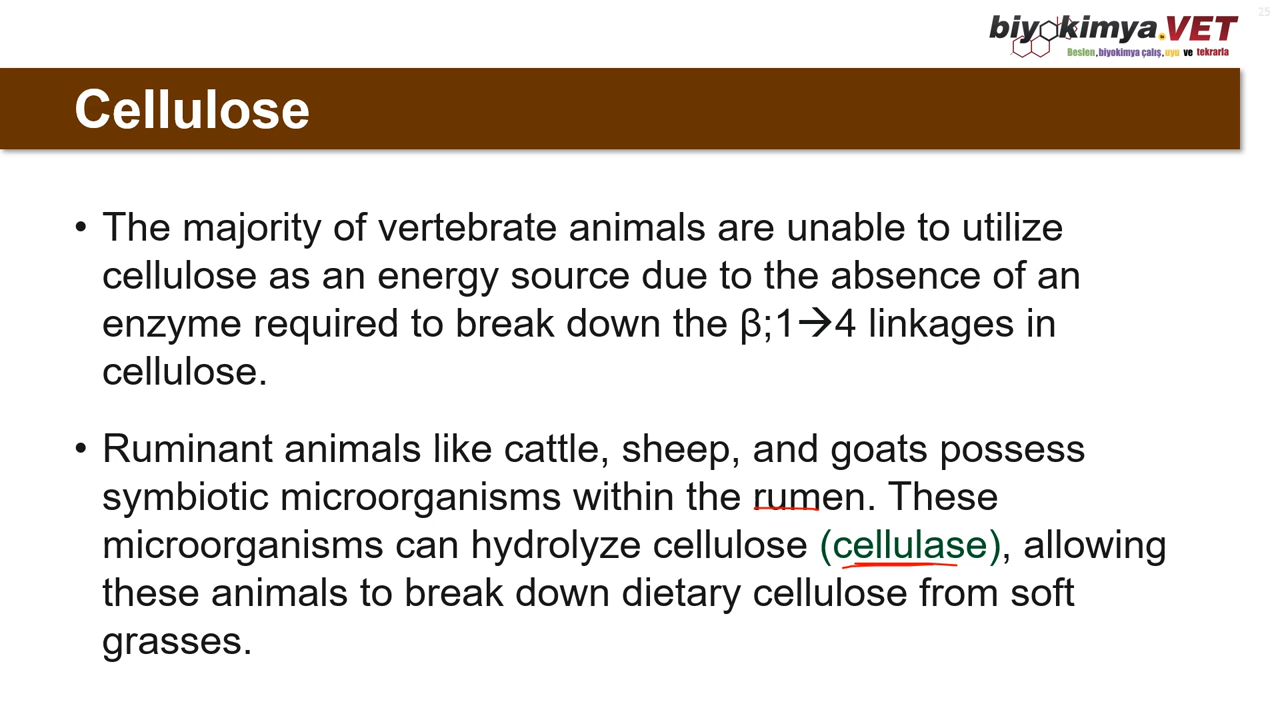 25
biyokimya.VET
Beslen,biyokimya çalış,uyu ve tekrarla
Cellulose
• The majority of vertebrate animals are unable to utilize
cellulose as an energy source due to the absence of an
enzyme required to break down the β;1→4 linkages in
cellulose.
• Ruminant animals like cattle, sheep, and goats possess
symbiotic microorganisms within the rumen. These
microorganisms can hydrolyze cellulose (cellulase), allowing
these animals to break down dietary cellulose from soft
grasses.